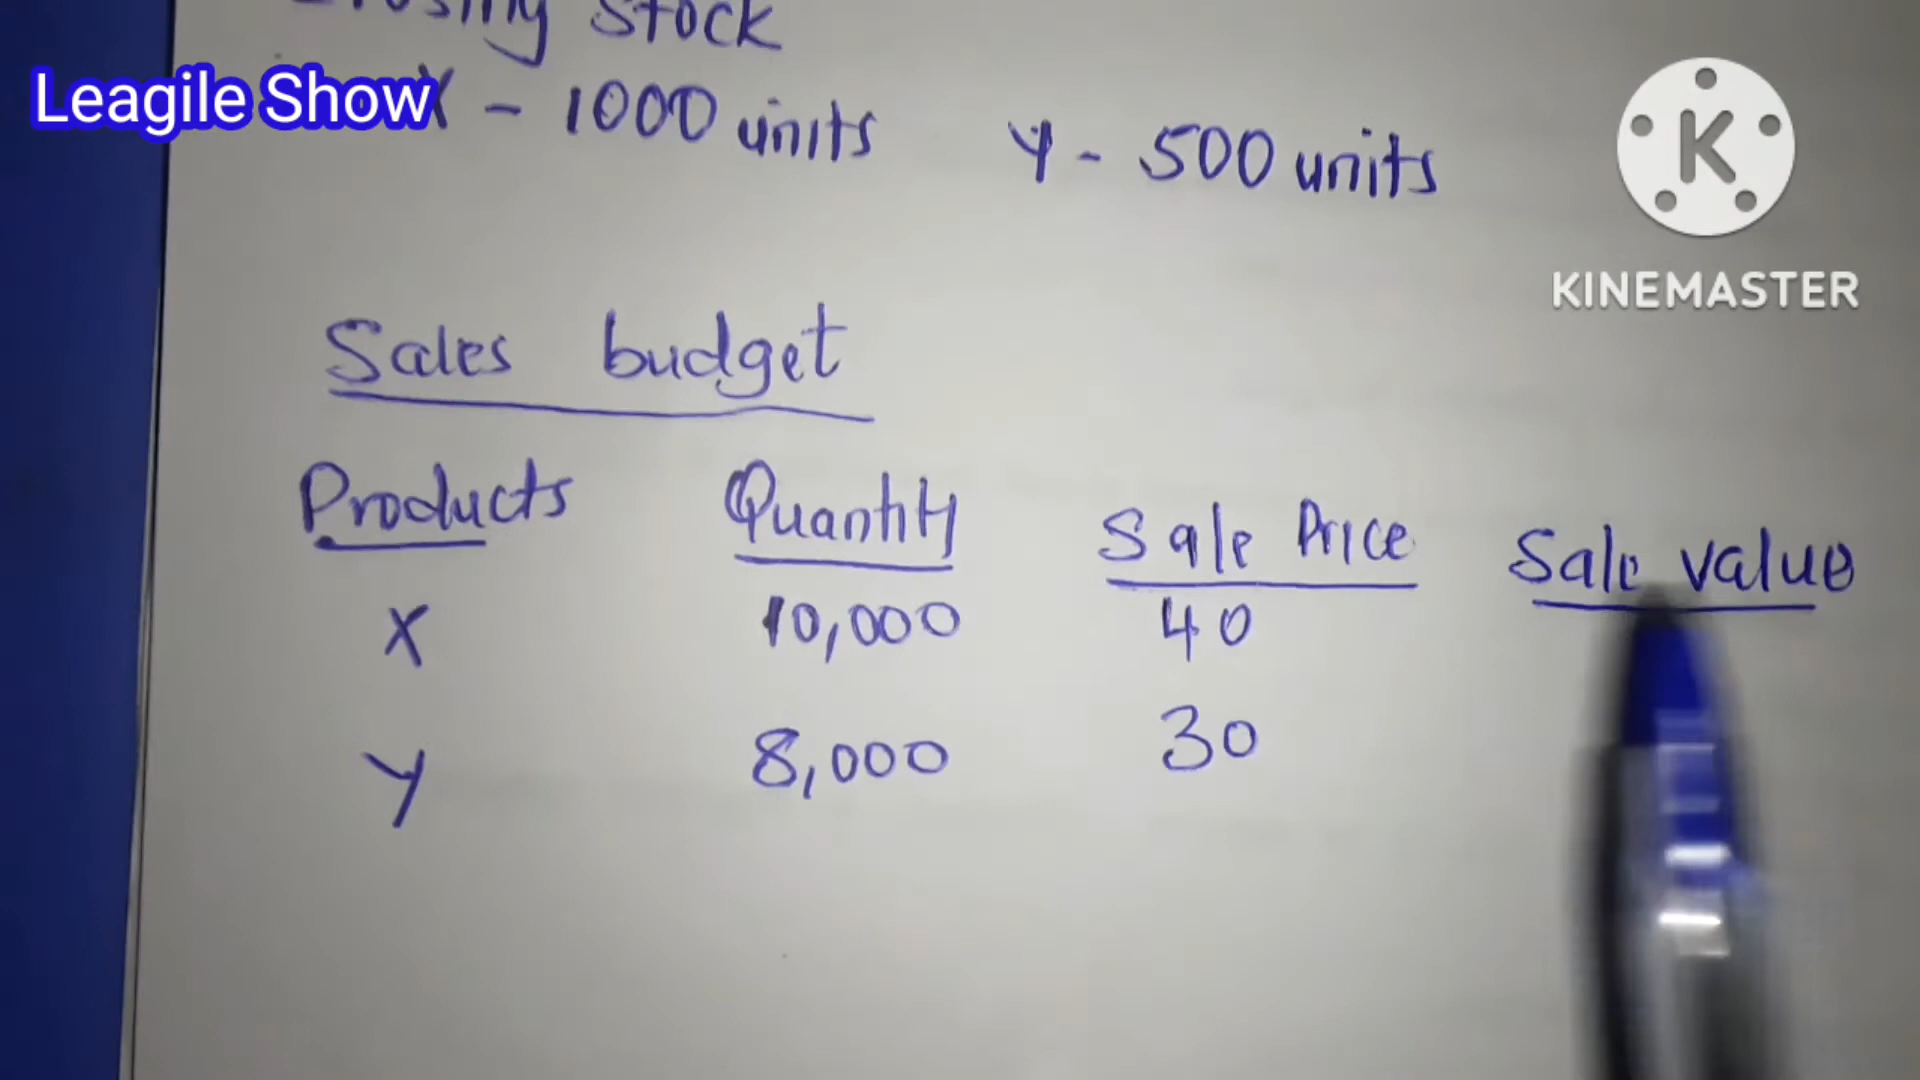 Stock
Leagile Show
X - 1000 units Y - 500 units
KINEMASTER
Sales budget
Products Quantity Sale Price Sale value
X 10,000 40
Y 8,000 30